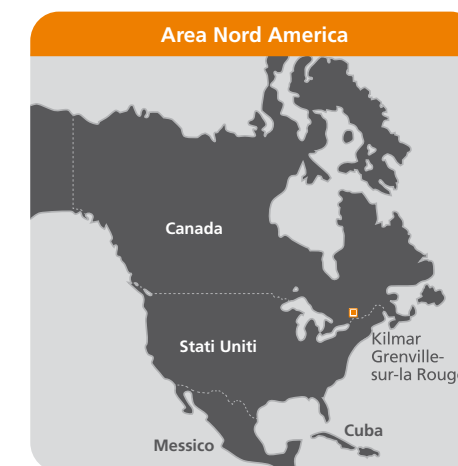 Area Nord America
Canada
Stati Uniti
Kilmar
Grenville-
sur-la Rouge
Messico
Cuba